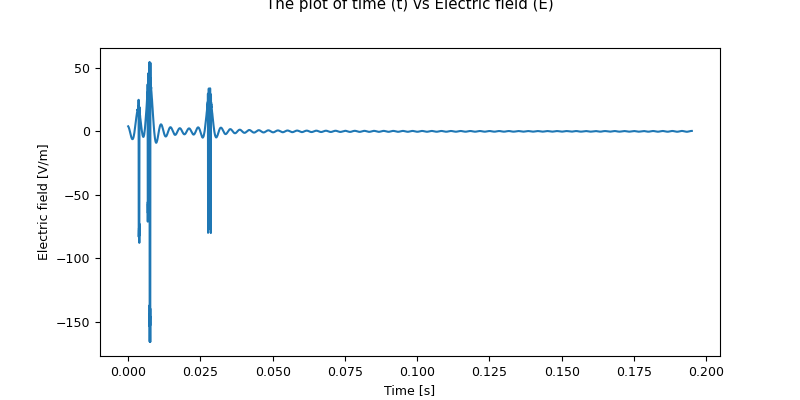 The plot of time (t) vs Electric field (E)
50
0
−50
−100
−150
Electric field [V/m]
0.000 0.025 0.050 0.075 0.100 0.125 0.150 0.175 0.200
Time [s]